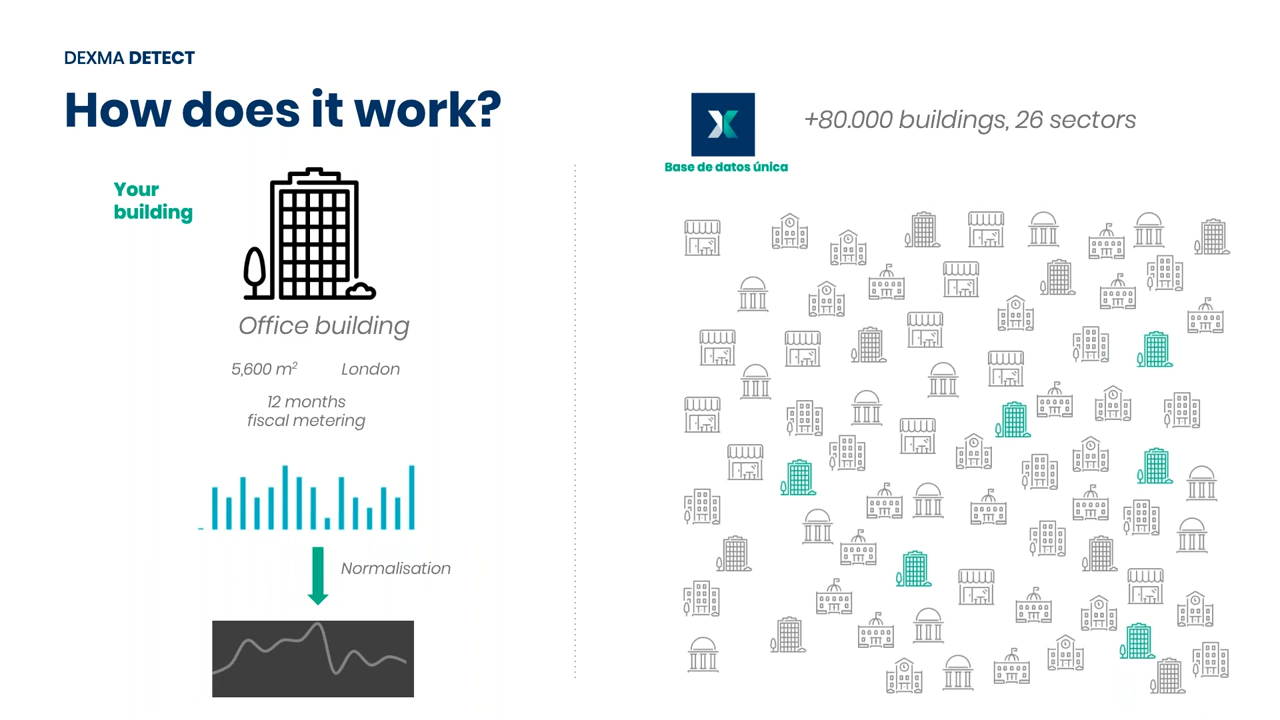 DEXMA DETECT
How does it work?
Your
building
Office building
5,600 m²
London
12 months
fiscal metering
Normalisation
+80.000 buildings, 26 sectors
Base de datos única